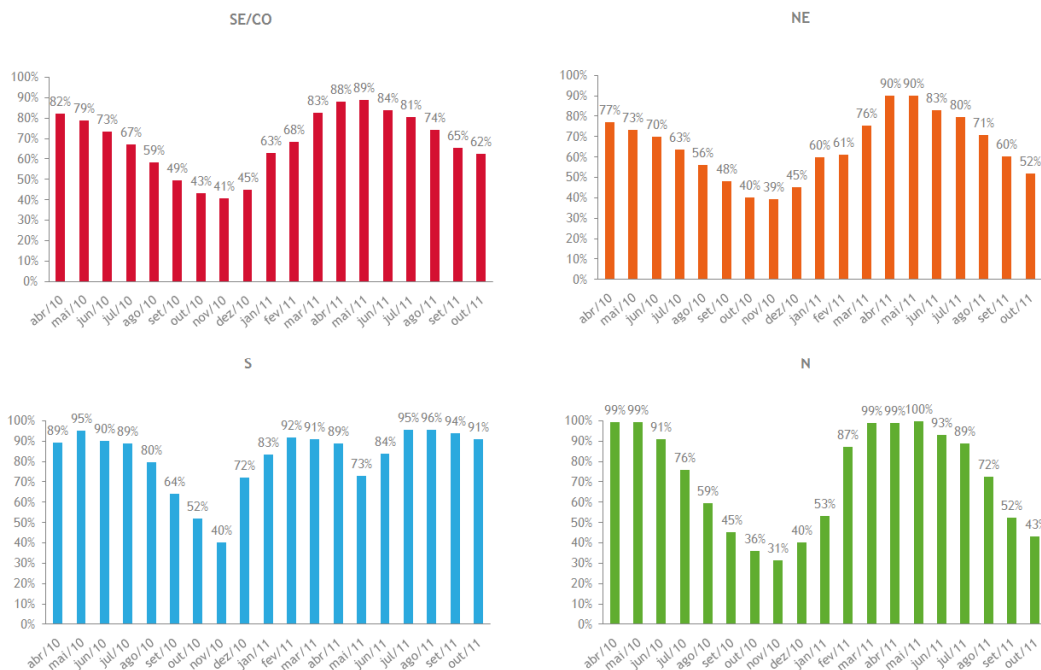 SE/CO
100%
90%
80%
70%
60%
50%
40%
30%
20%
10%
0%
82%
79%
73%
67%
59%
49%
43%
41%
45%
63%
68%
83%
88%
89%
84%
81%
74%
65%
62%
abr/10
mai/10
jun/10
jul/10
ago/10
set/10
out/10
nov/10
dez/10
jan/11
fev/11
mar/11
abr/11
mai/11
jun/11
jul/11
ago/11
set/11
out/11
NE
100%
90%
80%
70%
60%
50%
40%
30%
20%
10%
0%
77%
73%
70%
63%
56%
48%
40%
39%
45%
60%
61%
76%
90%
90%
83%
80%
71%
60%
52%
abr/10
mai/10
jun/10
jul/10
ago/10
set/10
out/10
nov/10
dez/10
jan/11
fev/11
mar/11
abr/11
mai/11
jun/11
jul/11
ago/11
set/11
out/11
S
100%
90%
80%
70%
60%
50%
40%
30%
20%
10%
0%
89%
95%
90%
89%
80%
64%
52%
40%
72%
83%
92%
91%
89%
73%
84%
95%
96%
94%
91%
abr/10
mai/10
jun/10
jul/10
ago/10
set/10
out/10
nov/10
dez/10
jan/11
fev/11
mar/11
abr/11
mai/11
jun/11
jul/11
ago/11
set/11
out/11
N
100%
90%
80%
70%
60%
50%
40%
30%
20%
10%
0%
99%
99%
91%
76%
59%
45%
36%
31%
40%
53%
87%
99%
99%
100%
93%
89%
72%
52%
43%
abr/10
mai/10
jun/10
jul/10
ago/10
set/10
out/10
nov/10
dez/10
jan/11
fev/11
mar/11
abr/11
mai/11
jun/11
jul/11
ago/11
set/11
out/11